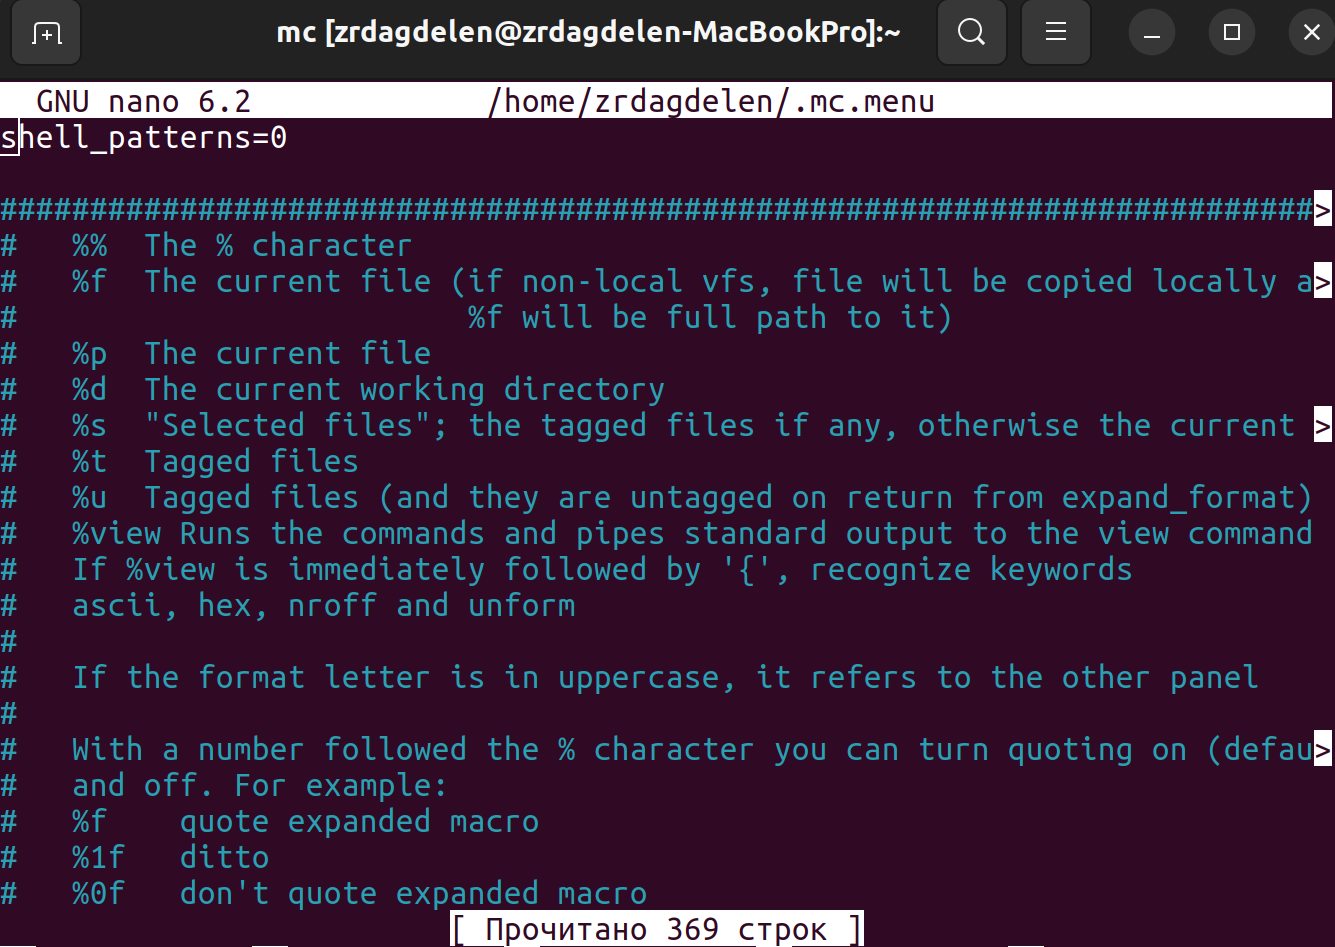 mc [zrdagdelen@zrdagdelen-MacBookPro]:~
GNU nano 6.2 /home/zrdagdelen/.mc.menu
shell_patterns=0
#########################################################################>
# %% The % character
# %f The current file (if non-local vfs, file will be copied locally a>
# %f will be full path to it)
# %p The current file
# %d The current working directory
# %s "Selected files"; the tagged files if any, otherwise the current >
# %t Tagged files
# %u Tagged files (and they are untagged on return from expand_format)
# %view Runs the commands and pipes standard output to the view command
# If %view is immediately followed by '{', recognize keywords
# ascii, hex, nroff and unform
#
# If the format letter is in uppercase, it refers to the other panel
#
# With a number followed the % character you can turn quoting on (defau>
# and off. For example:
# %f quote expanded macro
# %1f ditto
# %0f don't quote expanded macro
[ Прочитано 369 строк ]